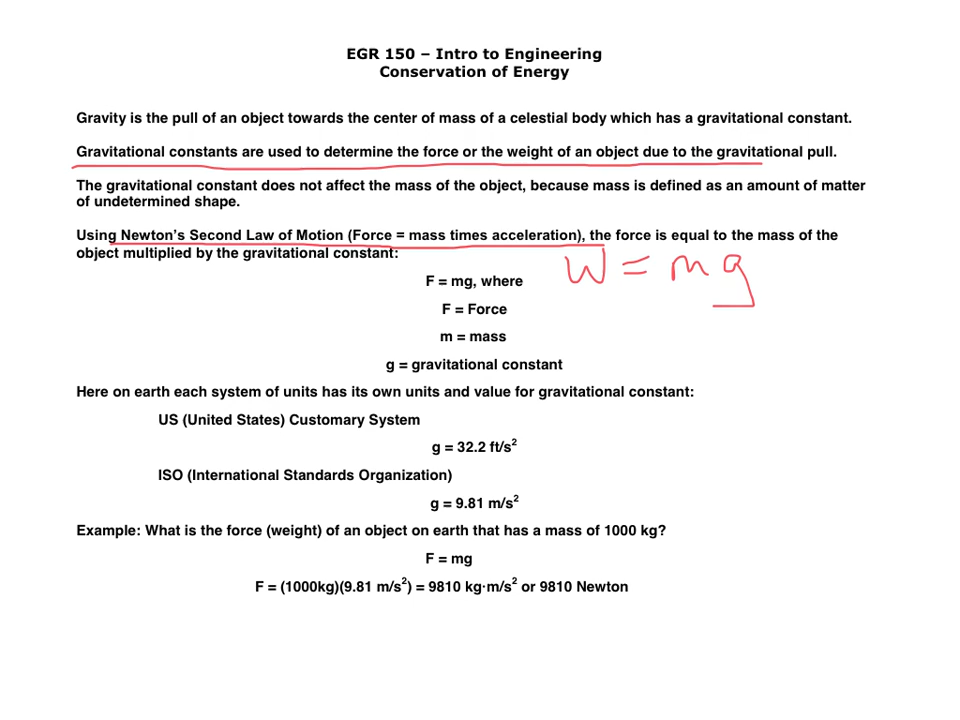 EGR 150 – Intro to Engineering
Conservation of Energy
Gravity is the pull of an object towards the center of mass of a celestial body which has a gravitational constant.
Gravitational constants are used to determine the force or the weight of an object due to the gravitational pull.
The gravitational constant does not affect the mass of the object, because mass is defined as an amount of matter
of undetermined shape.
Using Newton's Second Law of Motion (Force = mass times acceleration), the force is equal to the mass of the
object multiplied by the gravitational constant:
W = mg
F = mg, where
F = Force
m = mass
g = gravitational constant
Here on earth each system of units has its own units and value for gravitational constant:
US (United States) Customary System
g = 32.2 ft/s²
ISO (International Standards Organization)
g = 9.81 m/s²
Example: What is the force (weight) of an object on earth that has a mass of 1000 kg?
F = mg
F = (1000kg)(9.81 m/s²) = 9810 kg·m/s² or 9810 Newton